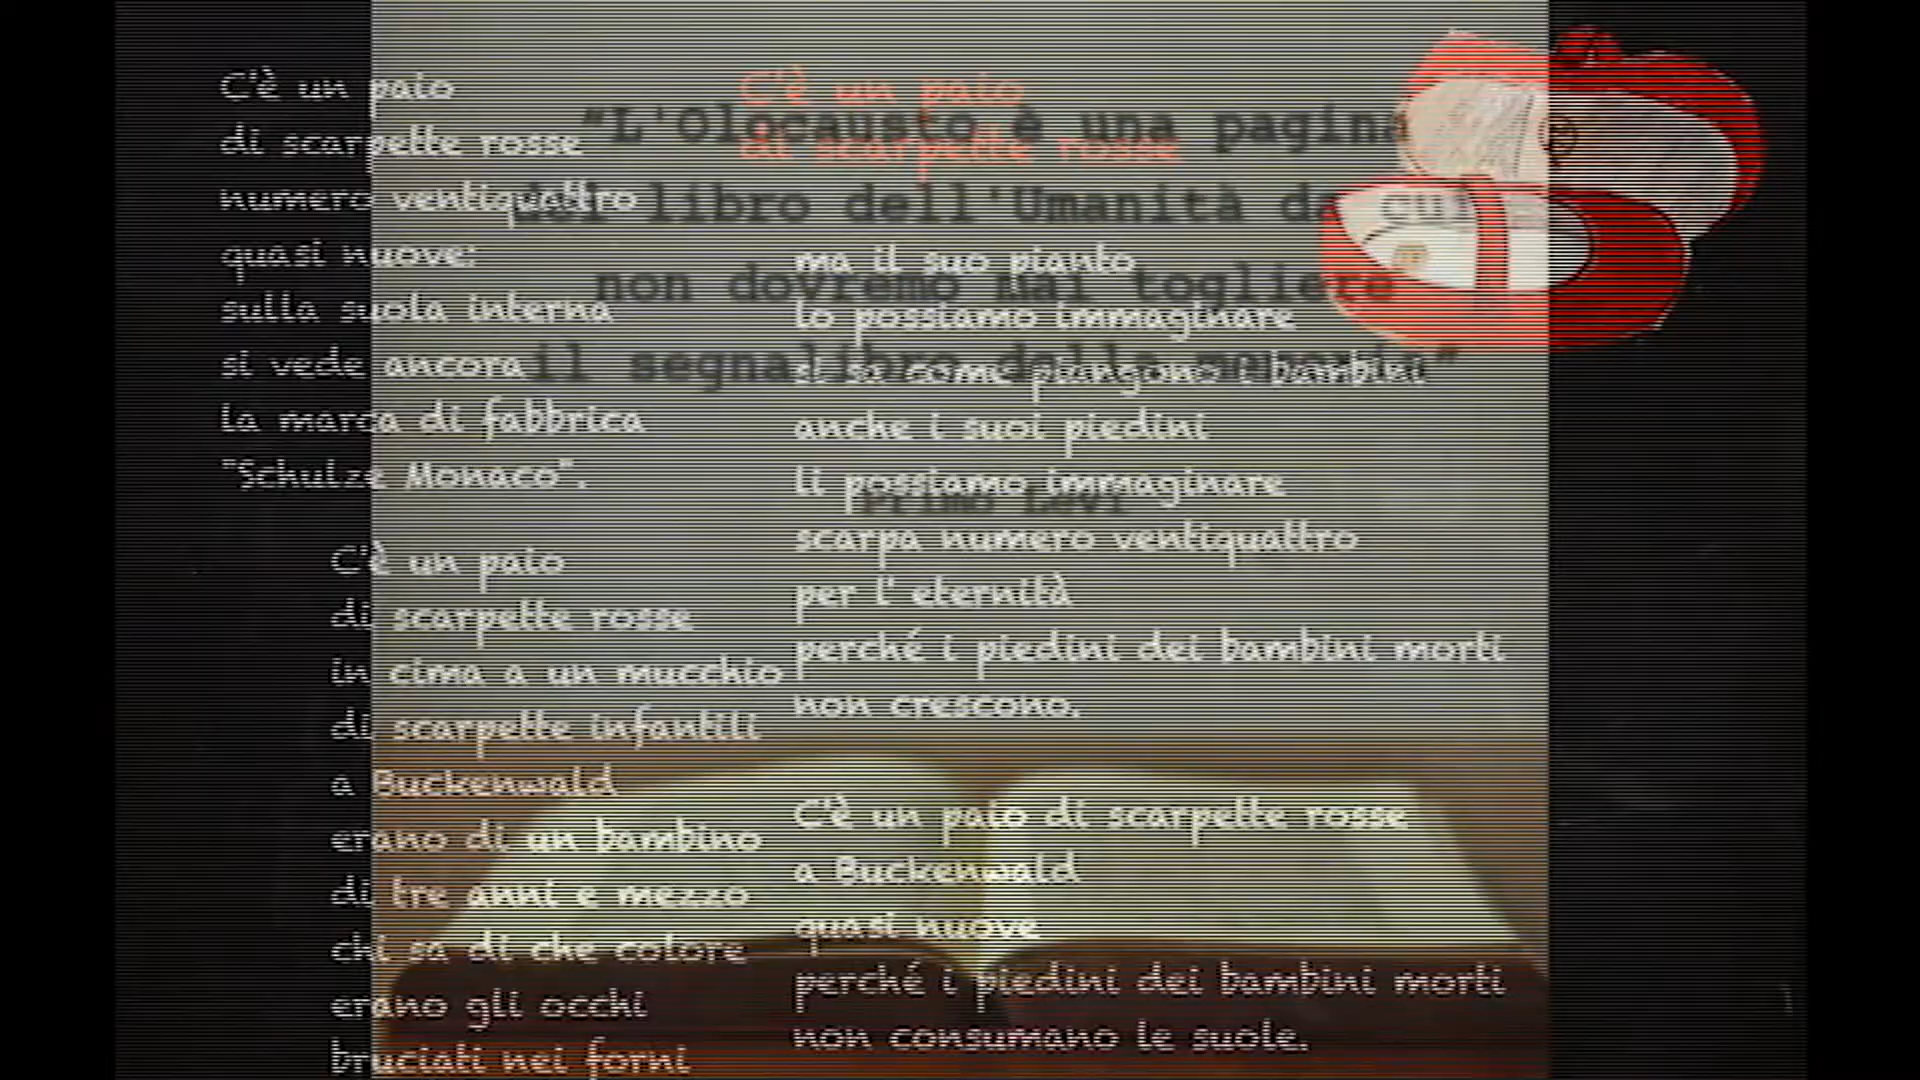 C'è un paio
di scarpette rosse
C'è un paio
di scarpette rosse
numero ventiquattro
quasi nuove:
sulla suola interna
si vede ancora
la marca di fabbrica
"Schulze Monaco".
C'è un paio
di scarpette rosse
in cima a un mucchio
di scarpette infantili
a Buckenwald
erano di un bambino
di tre anni e mezzo
chi sa di che colore
erano gli occhi
bruciati nei forni
ma il suo pianto
lo possiamo immaginare
si sa come piangono i bambini
anche i suoi piedini
li possiamo immaginare
scarpa numero ventiquattro
per l' eternità
perché i piedini dei bambini morti
non crescono.
C'è un paio di scarpette rosse
a Buckenwald
quasi nuove
perché i piedini dei bambini morti
non consumano le suole.
“L'Olocausto è una pagina
dal libro dell'Umanità da cui
non dovremo mai togliere
il segnalibro della memoria”
Primo Levi